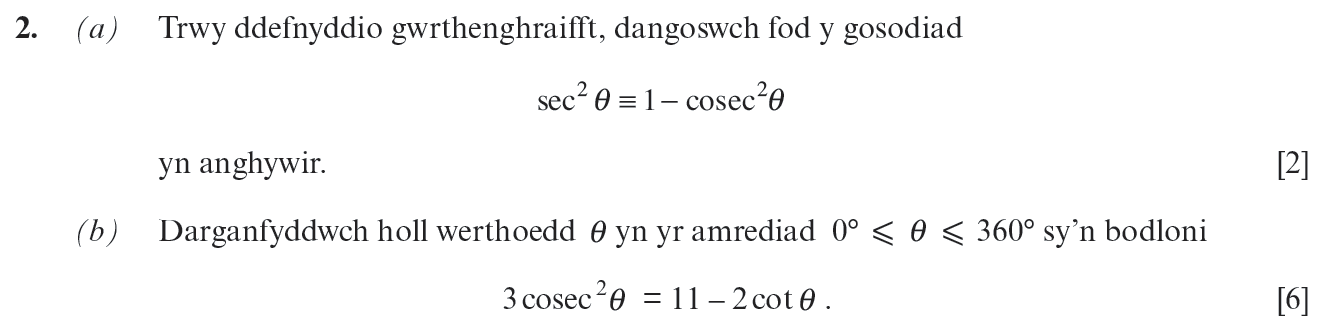 2. (a) Trwy ddefnyddio gwrthenghraifft, dangoswch fod y gosodiad
sec² θ ≡ 1 – cosec²θ
yn anghywir. [2]
(b) Darganfyddwch holl werthoedd θ yn yr amrediad 0° ⩽ θ ⩽ 360° sy’n bodloni
3 cosec²θ = 11 – 2 cot θ . [6]